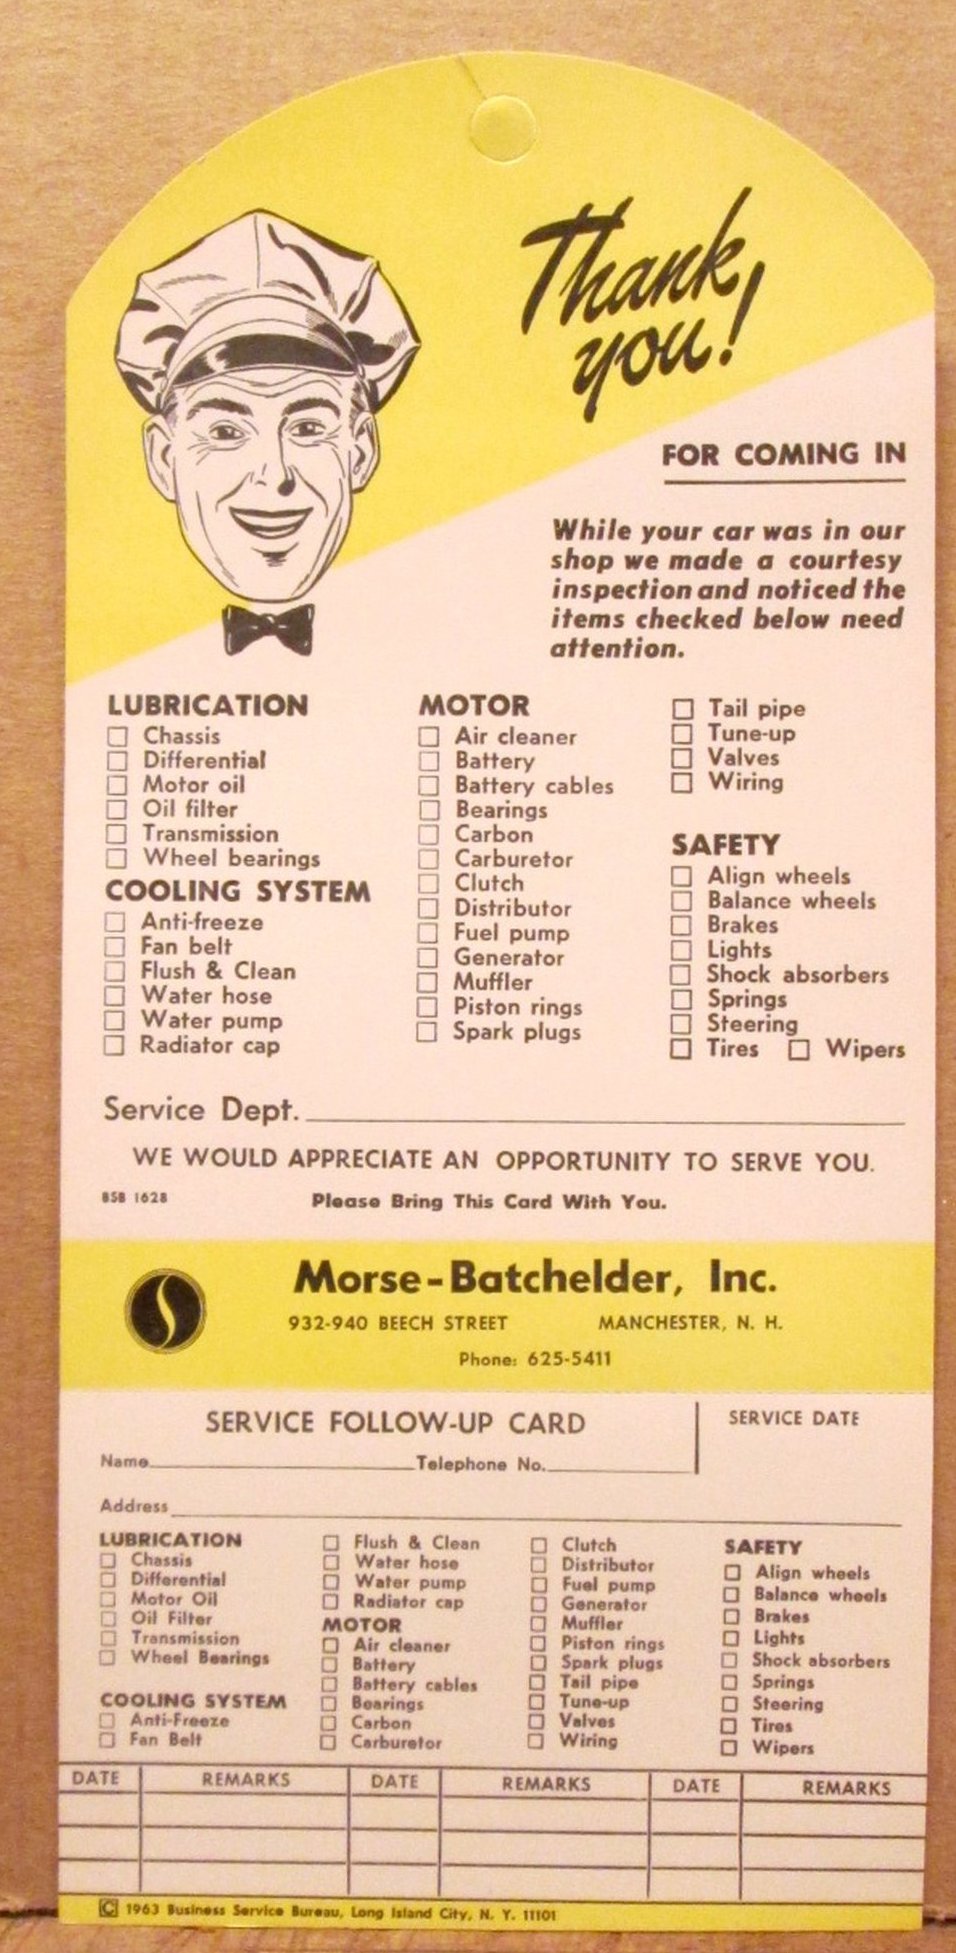 Thank
you!
FOR COMING IN
While your car was in our
shop we made a courtesy
inspection and noticed the
items checked below need
attention.
LUBRICATION
Chassis
Differential
Motor oil
Oil filter
Transmission
Wheel bearings
COOLING SYSTEM
Anti-freeze
Fan belt
Flush & Clean
Water hose
Water pump
Radiator cap
MOTOR
Air cleaner
Battery
Battery cables
Bearings
Carbon
Carburetor
Clutch
Distributor
Fuel pump
Generator
Muffler
Piston rings
Spark plugs
Tail pipe
Tune-up
Valves
Wiring
SAFETY
Align wheels
Balance wheels
Brakes
Lights
Shock absorbers
Springs
Steering
Tires Wipers
Service Dept.
WE WOULD APPRECIATE AN OPPORTUNITY TO SERVE YOU.
BSB 1628 Please Bring This Card With You.
Morse-Batchelder, Inc.
932-940 BEECH STREET MANCHESTER, N. H.
Phone: 625-5411
SERVICE FOLLOW-UP CARD SERVICE DATE
Name Telephone No.
Address
LUBRICATION
Chassis
Differential
Motor Oil
Oil Filter
Transmission
Wheel Bearings
COOLING SYSTEM
Anti-Freeze
Fan Belt
Flush & Clean
Water hose
Water pump
Radiator cap
MOTOR
Air cleaner
Battery
Battery cables
Bearings
Carbon
Carburetor
Clutch
Distributor
Fuel pump
Generator
Muffler
Piston rings
Spark plugs
Tail pipe
Tune-up
Valves
Wiring
SAFETY
Align wheels
Balance wheels
Brakes
Lights
Shock absorbers
Springs
Steering
Tires
Wipers
DATE REMARKS DATE REMARKS DATE REMARKS
© 1963 Business Service Bureau, Long Island City, N. Y. 11101